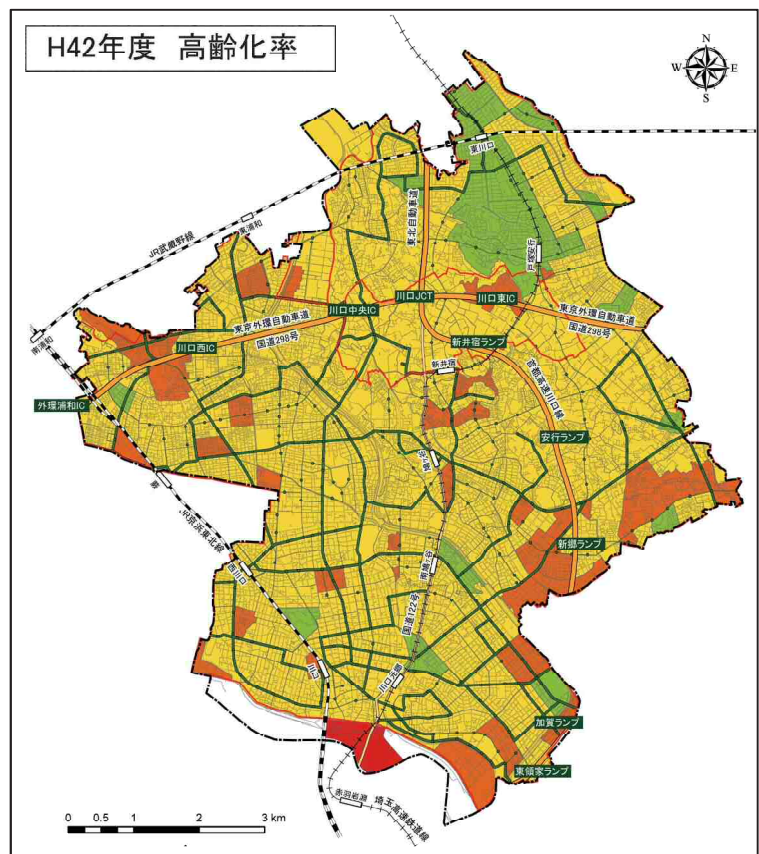 H42年度 高齢化率
N
W
E
S
東川口
東浦和
JR武蔵野線
東北自動車道
戸塚安行
南浦和
川口中央IC
川口JCT
川口東IC
東京外環自動車道
国道298号
東京外環自動車道
国道298号
川口西IC
新井宿ランプ
新井宿
首都高速川口線
外環浦和IC
安行ランプ
鳩ヶ谷
蕨
JR京浜東北線
新郷ランプ
西川口
南鳩ヶ谷
国道122号
川口
川口元郷
加賀ランプ
東領家ランプ
赤羽岩淵
埼玉高速鉄道線
0 0.5 1 2 3 km